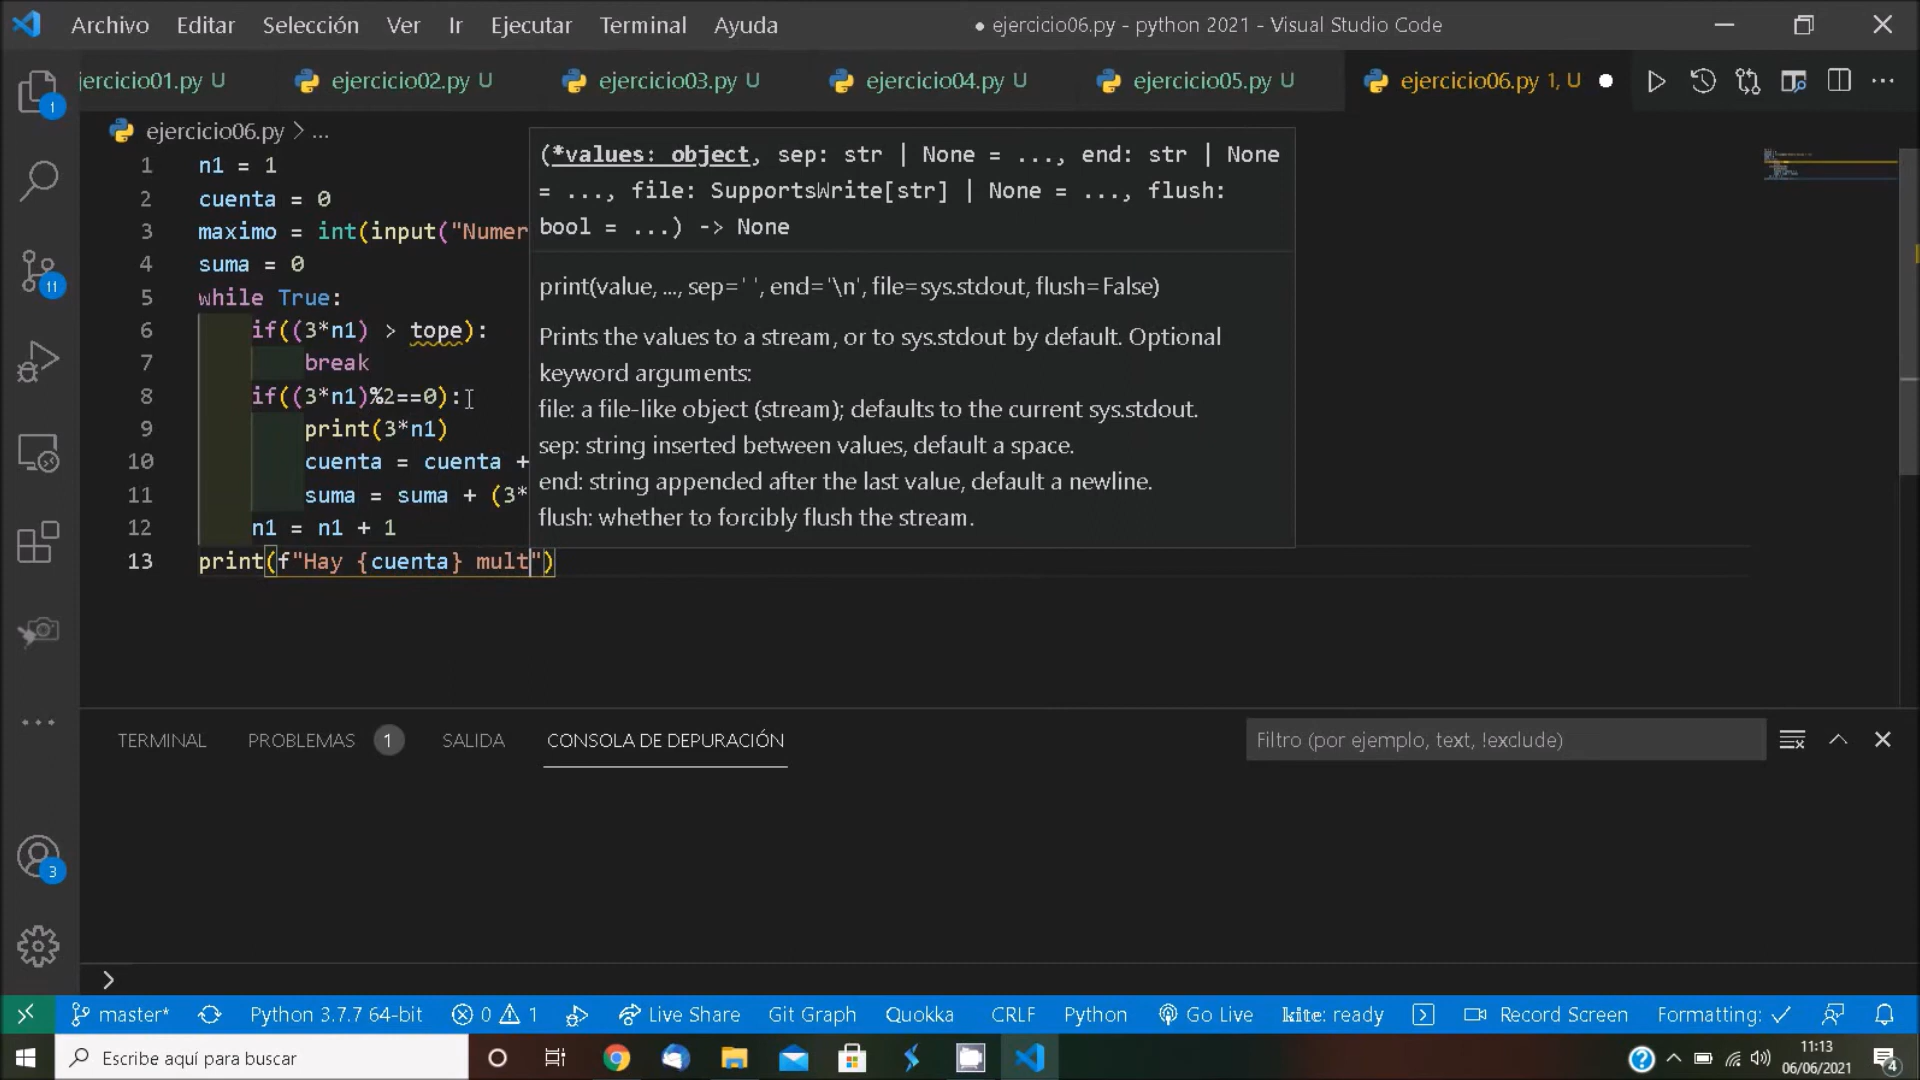 Archivo Editar Selección Ver Ir Ejecutar Terminal Ayuda ● ejercicio06.py - python 2021 - Visual Studio Code
jercicio01.py U ejercicio02.py U ejercicio03.py U ejercicio04.py U ejercicio05.py U ejercicio06.py 1, U
ejercicio06.py > ...
1 n1 = 1
2 cuenta = 0
3 maximo = int(input("Numer
4 suma = 0
5 while True:
6 if((3*n1) > tope):
7 break
8 if((3*n1)%2==0):
9 print(3*n1)
10 cuenta = cuenta +
11 suma = suma + (3*
12 n1 = n1 + 1
13 print(f"Hay {cuenta} mult")
(*values: object, sep: str | None = ..., end: str | None
= ..., file: SupportsWrite[str] | None = ..., flush:
bool = ...) -> None
print(value, ..., sep=' ', end='\n', file=sys.stdout, flush=False)
Prints the values to a stream, or to sys.stdout by default. Optional
keyword arguments:
file: a file-like object (stream); defaults to the current sys.stdout.
sep: string inserted between values, default a space.
end: string appended after the last value, default a newline.
flush: whether to forcibly flush the stream.
TERMINAL PROBLEMAS 1 SALIDA CONSOLA DE DEPURACIÓN Filtro (por ejemplo, text, !exclude)
1
11
3
master* Python 3.7.7 64-bit 0 1 Live Share Git Graph Quokka CRLF Python Go Live kite: ready Record Screen Formatting: ✓
Escribe aquí para buscar
11:13
06/06/2021
4